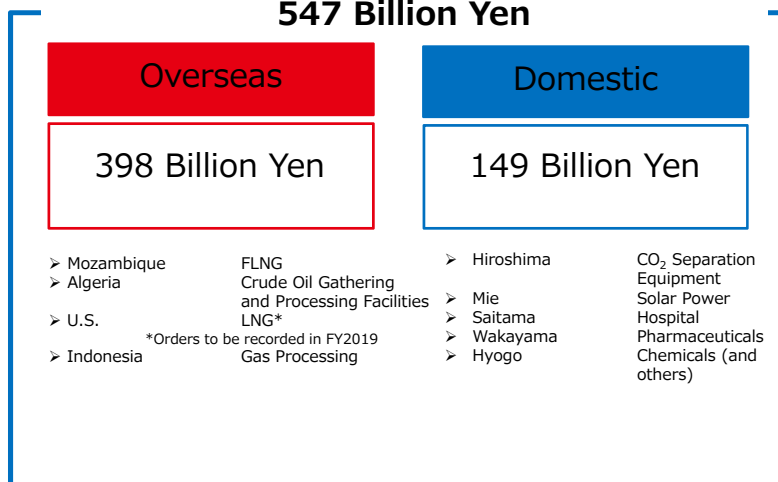 547 Billion Yen
Overseas
398 Billion Yen
➢ Mozambique FLNG
➢ Algeria Crude Oil Gathering
and Processing Facilities
➢ U.S. LNG*
*Orders to be recorded in FY2019
➢ Indonesia Gas Processing
Domestic
149 Billion Yen
➢ Hiroshima CO₂ Separation
Equipment
➢ Mie Solar Power
➢ Saitama Hospital
➢ Wakayama Pharmaceuticals
➢ Hyogo Chemicals (and
others)